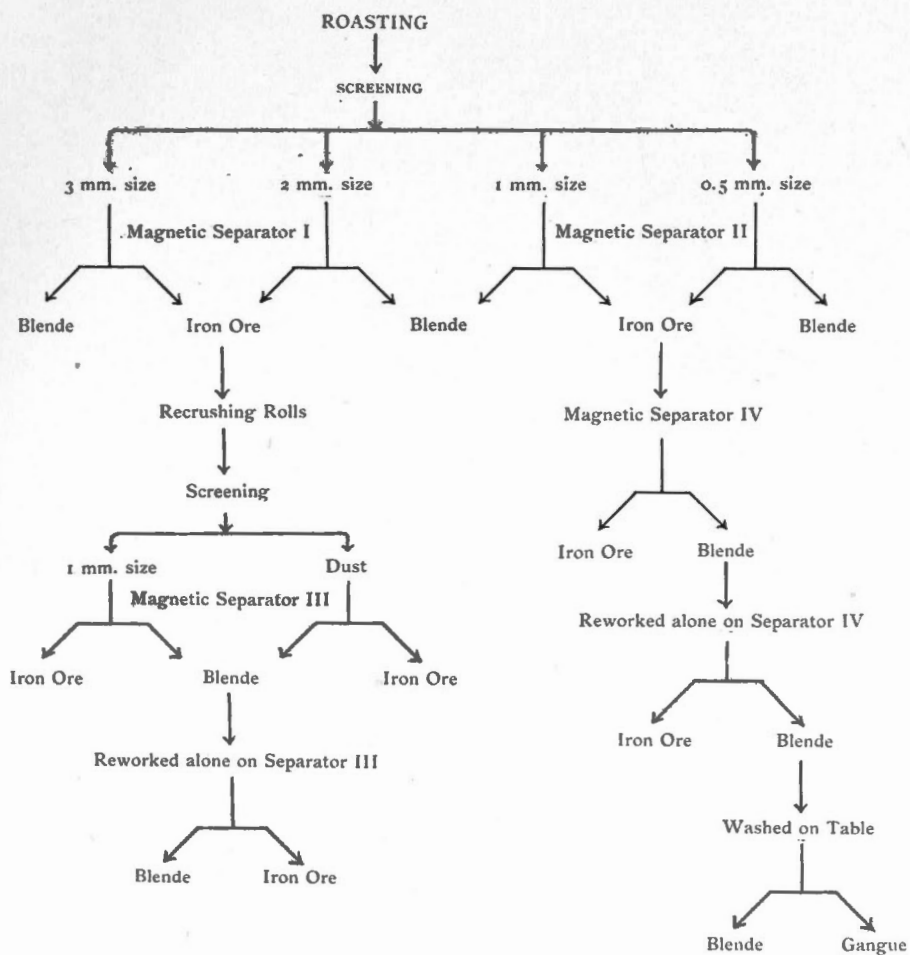 ROASTING
SCREENING
3 mm. size 2 mm. size 1 mm. size 0.5 mm. size
Magnetic Separator I Magnetic Separator II
Blende Iron Ore Blende Iron Ore Blende
Recrushing Rolls Magnetic Separator IV
Screening
Iron Ore Blende
1 mm. size Dust
Magnetic Separator III
Reworked alone on Separator IV
Iron Ore Blende Iron Ore
Iron Ore Blende
Reworked alone on Separator III
Washed on Table
Blende Iron Ore
Blende Gangue